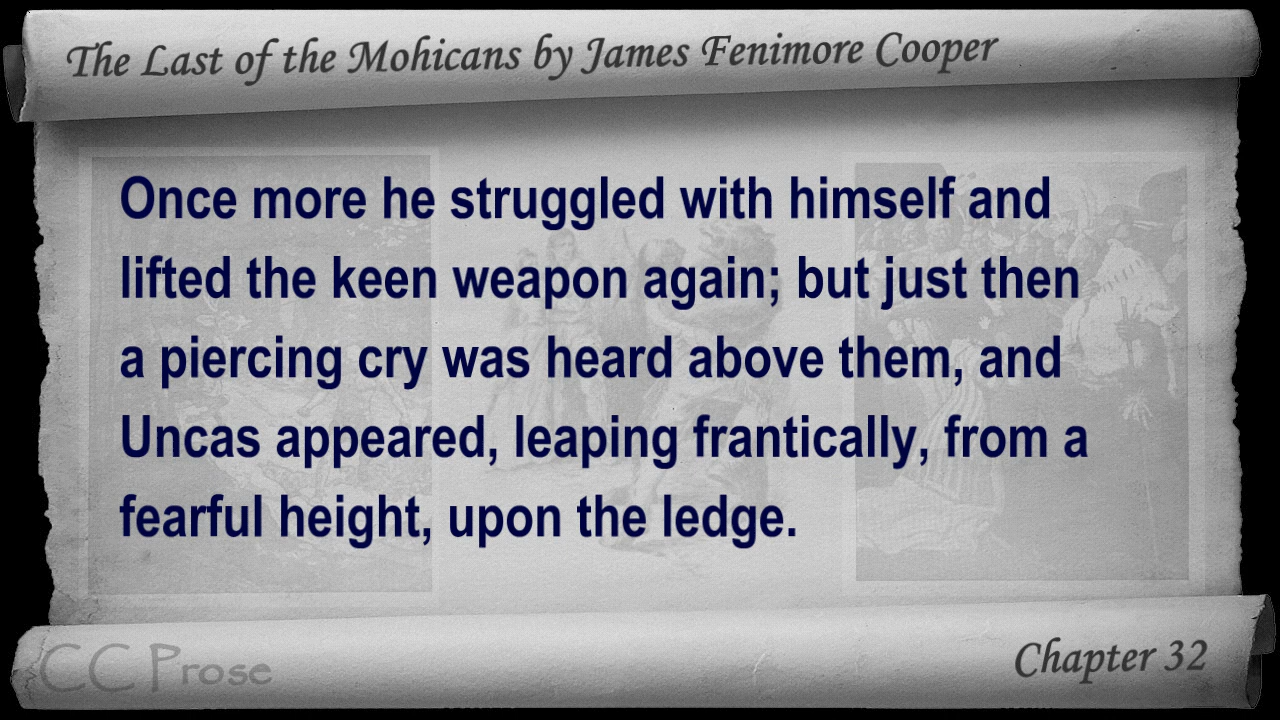 The Last of the Mohicans by James Fenimore Cooper
Once more he struggled with himself and
lifted the keen weapon again; but just then
a piercing cry was heard above them, and
Uncas appeared, leaping frantically, from a
fearful height, upon the ledge.
CC Prose
Chapter 32